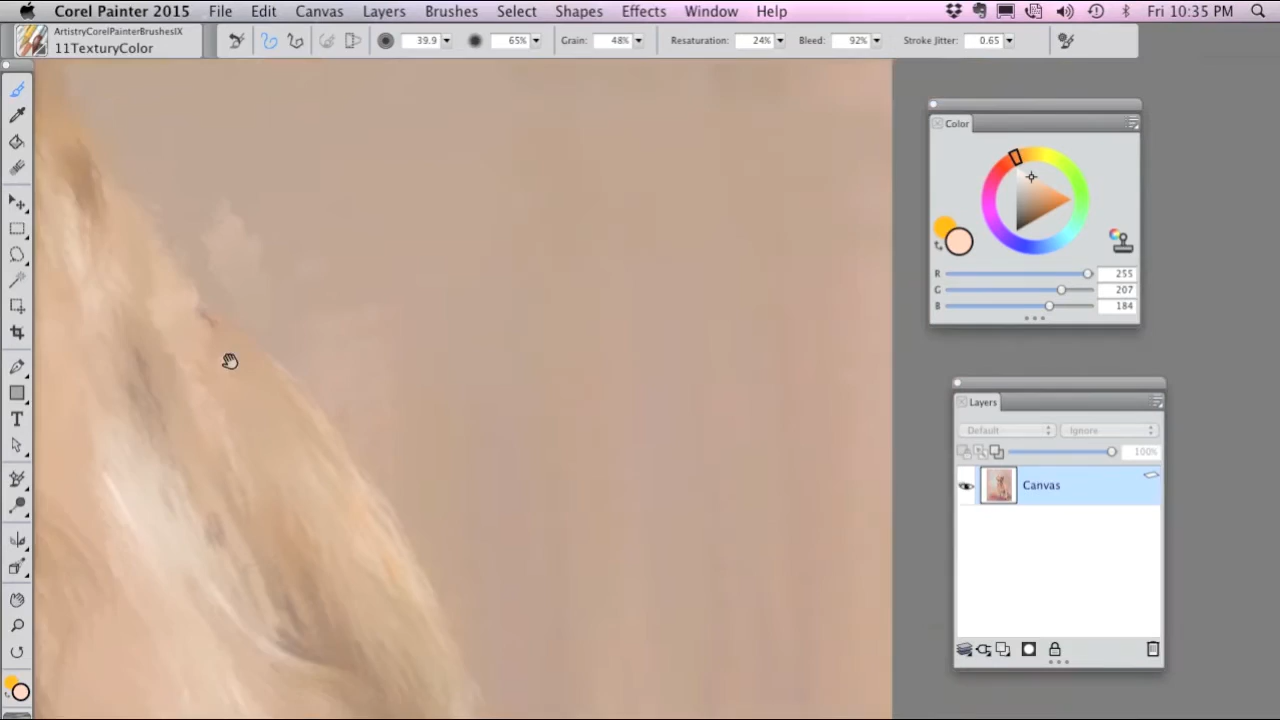 Corel Painter 2015 File Edit Canvas Layers Brushes Select Shapes Effects Window Help Fri 10:35 PM
ArtistryCorelPainterBrushesIX
11TexturyColor
39.9 65% Grain: 48% Resaturation: 24% Bleed: 92% Stroke Jitter: 0.65
Color
R 255
G 207
B 184
Layers
Default Ignore
100%
Canvas
T